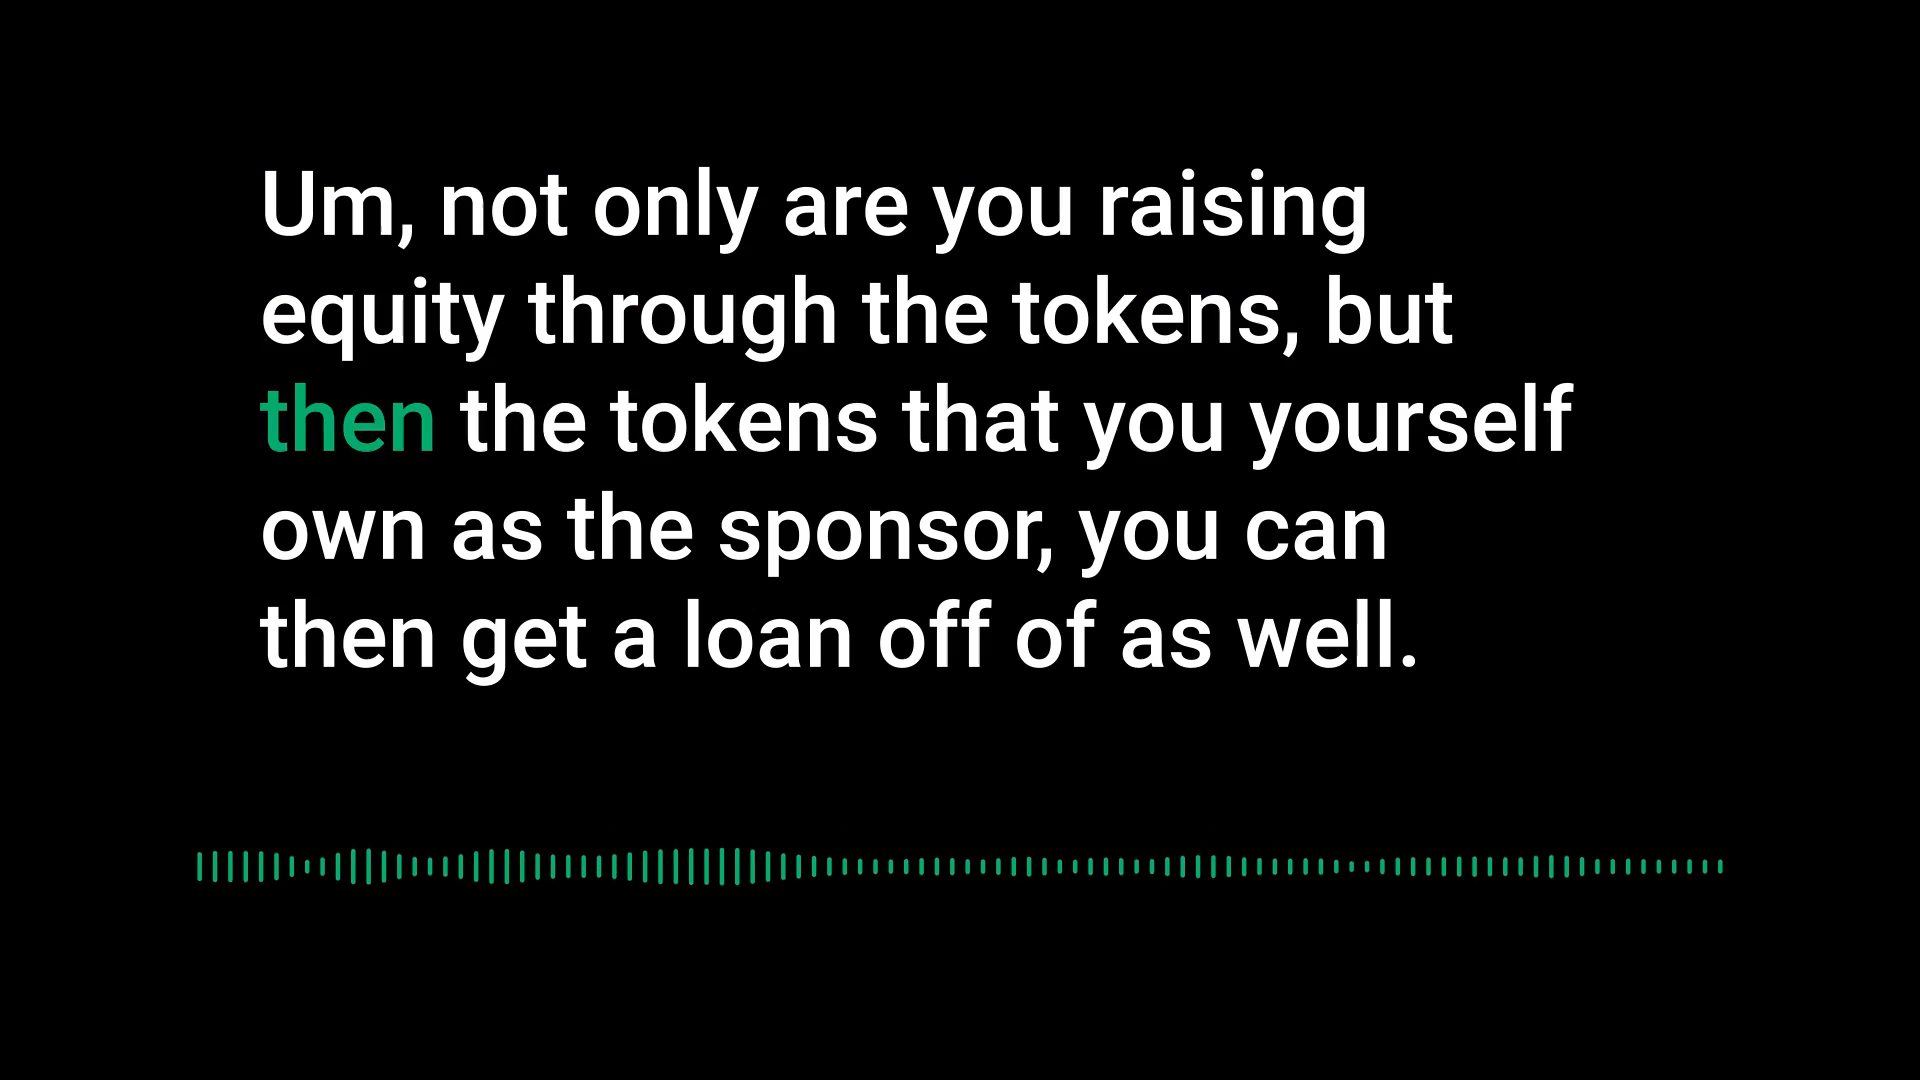 Um, not only are you raising
equity through the tokens, but
then the tokens that you yourself
own as the sponsor, you can
then get a loan off of as well.